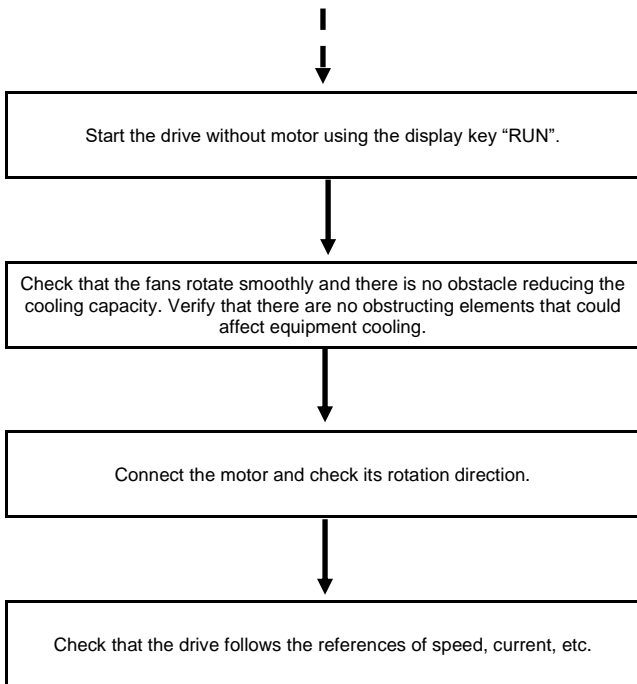 Start the drive without motor using the display key “RUN”.
Check that the fans rotate smoothly and there is no obstacle reducing the
cooling capacity. Verify that there are no obstructing elements that could
affect equipment cooling.
Connect the motor and check its rotation direction.
Check that the drive follows the references of speed, current, etc.